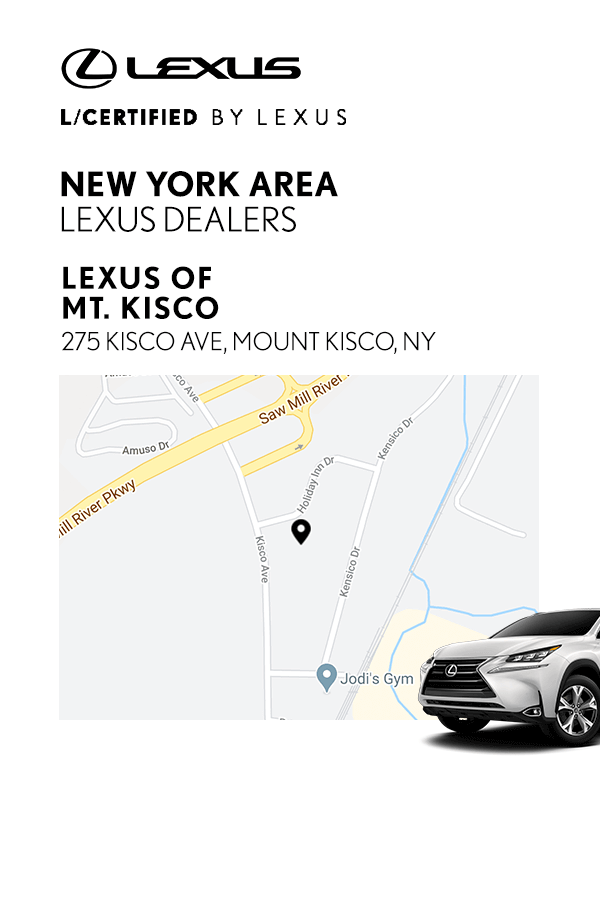 LEXUS
L/CERTIFIED BY LEXUS
NEW YORK AREA
LEXUS DEALERS
LEXUS OF
MT. KISCO
275 KISCO AVE, MOUNT KISCO, NY
Ave
Saw Mill River
Amuso Dr
Kensico Dr
Holiday Inn Dr
Mill River Pkwy
Kisco Ave
Kensico Dr
Jodi's Gym